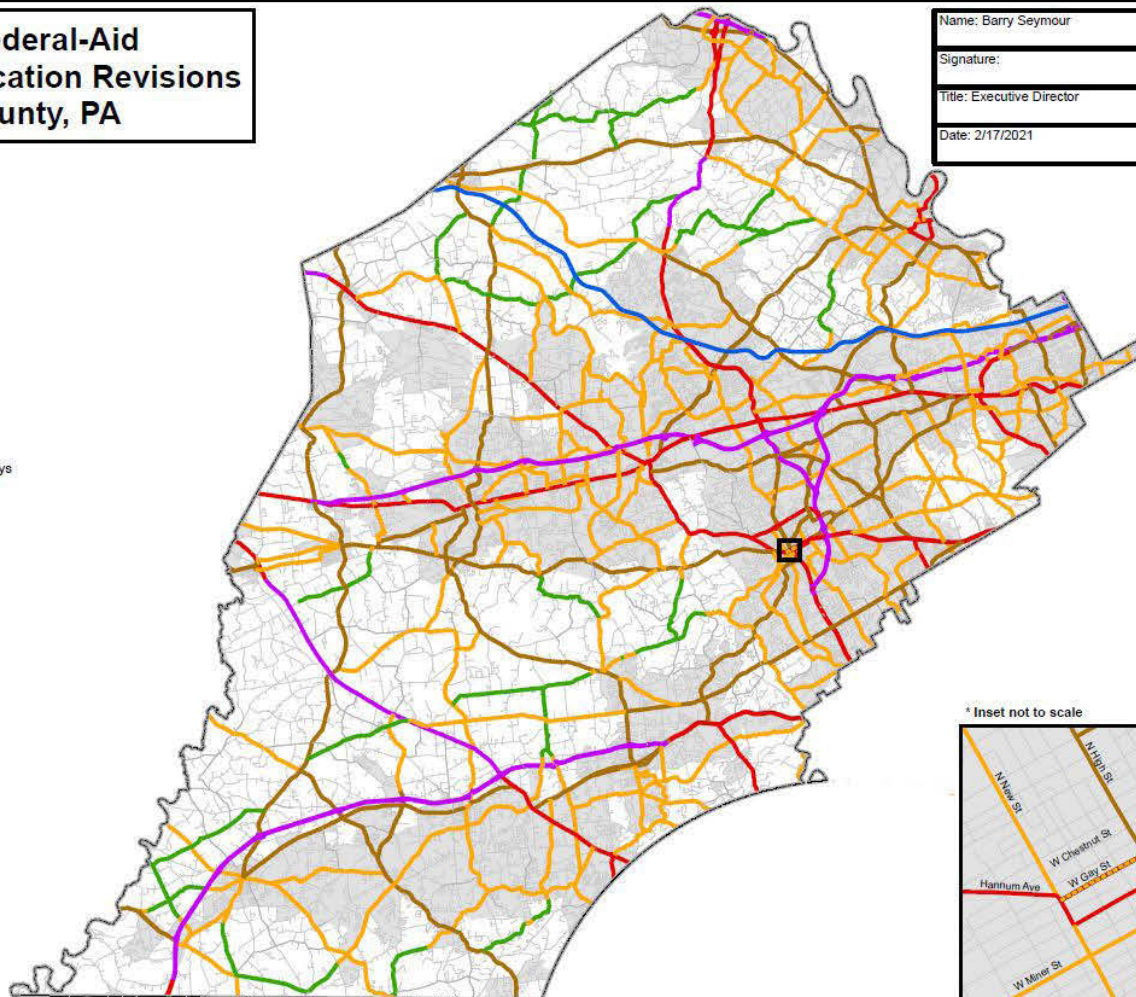 ederal-Aid
cation Revisions
unty, PA
Name: Barry Seymour
Signature:
Title: Executive Director
Date: 2/17/2021
ys
* Inset not to scale
N New St
N High St
W Chestnut St
W Gay St
Hannum Ave
W Miner St